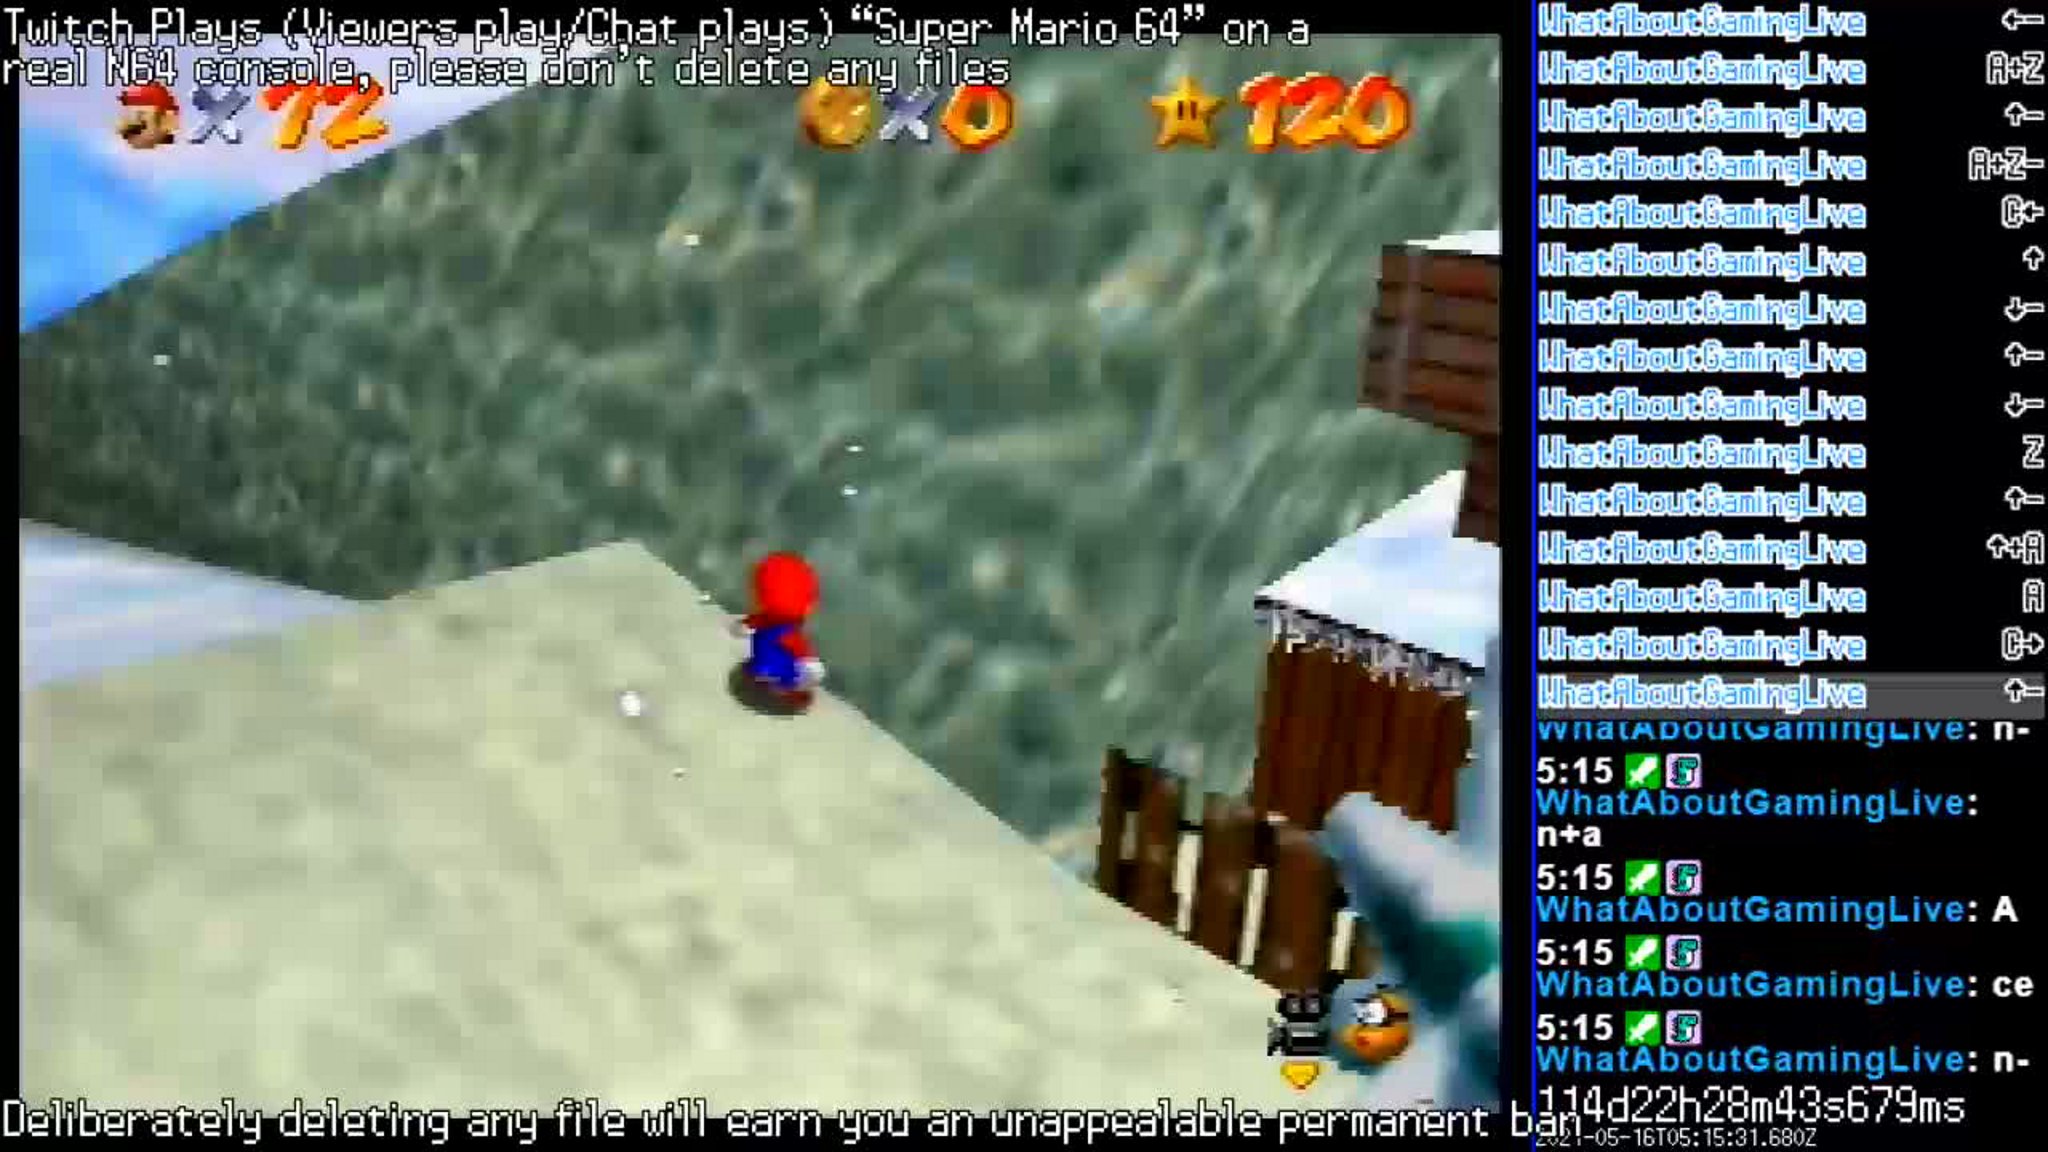 Twitch Plays (Viewers play/Chat plays) “Super Mario 64” on a
real N64 console, please don't delete any files
×72
×0
120
WhatAboutGamingLive ←-
WhatAboutGamingLive A+Z
WhatAboutGamingLive ↑-
WhatAboutGamingLive A+Z-
WhatAboutGamingLive C←
WhatAboutGamingLive ↑
WhatAboutGamingLive ↓-
WhatAboutGamingLive ↑-
WhatAboutGamingLive ↓-
WhatAboutGamingLive Z
WhatAboutGamingLive ↑-
WhatAboutGamingLive ↑+A
WhatAboutGamingLive A
WhatAboutGamingLive C→
WhatAboutGamingLive ↑-
WhatAboutGamingLive: n-
5:15
WhatAboutGamingLive:
n+a
5:15
WhatAboutGamingLive: A
5:15
WhatAboutGamingLive: ce
5:15
WhatAboutGamingLive: n-
114d22h28m43s679ms
Deliberately deleting any file will earn you an unappealable permanent ban
2021-05-16T05:15:31.680Z